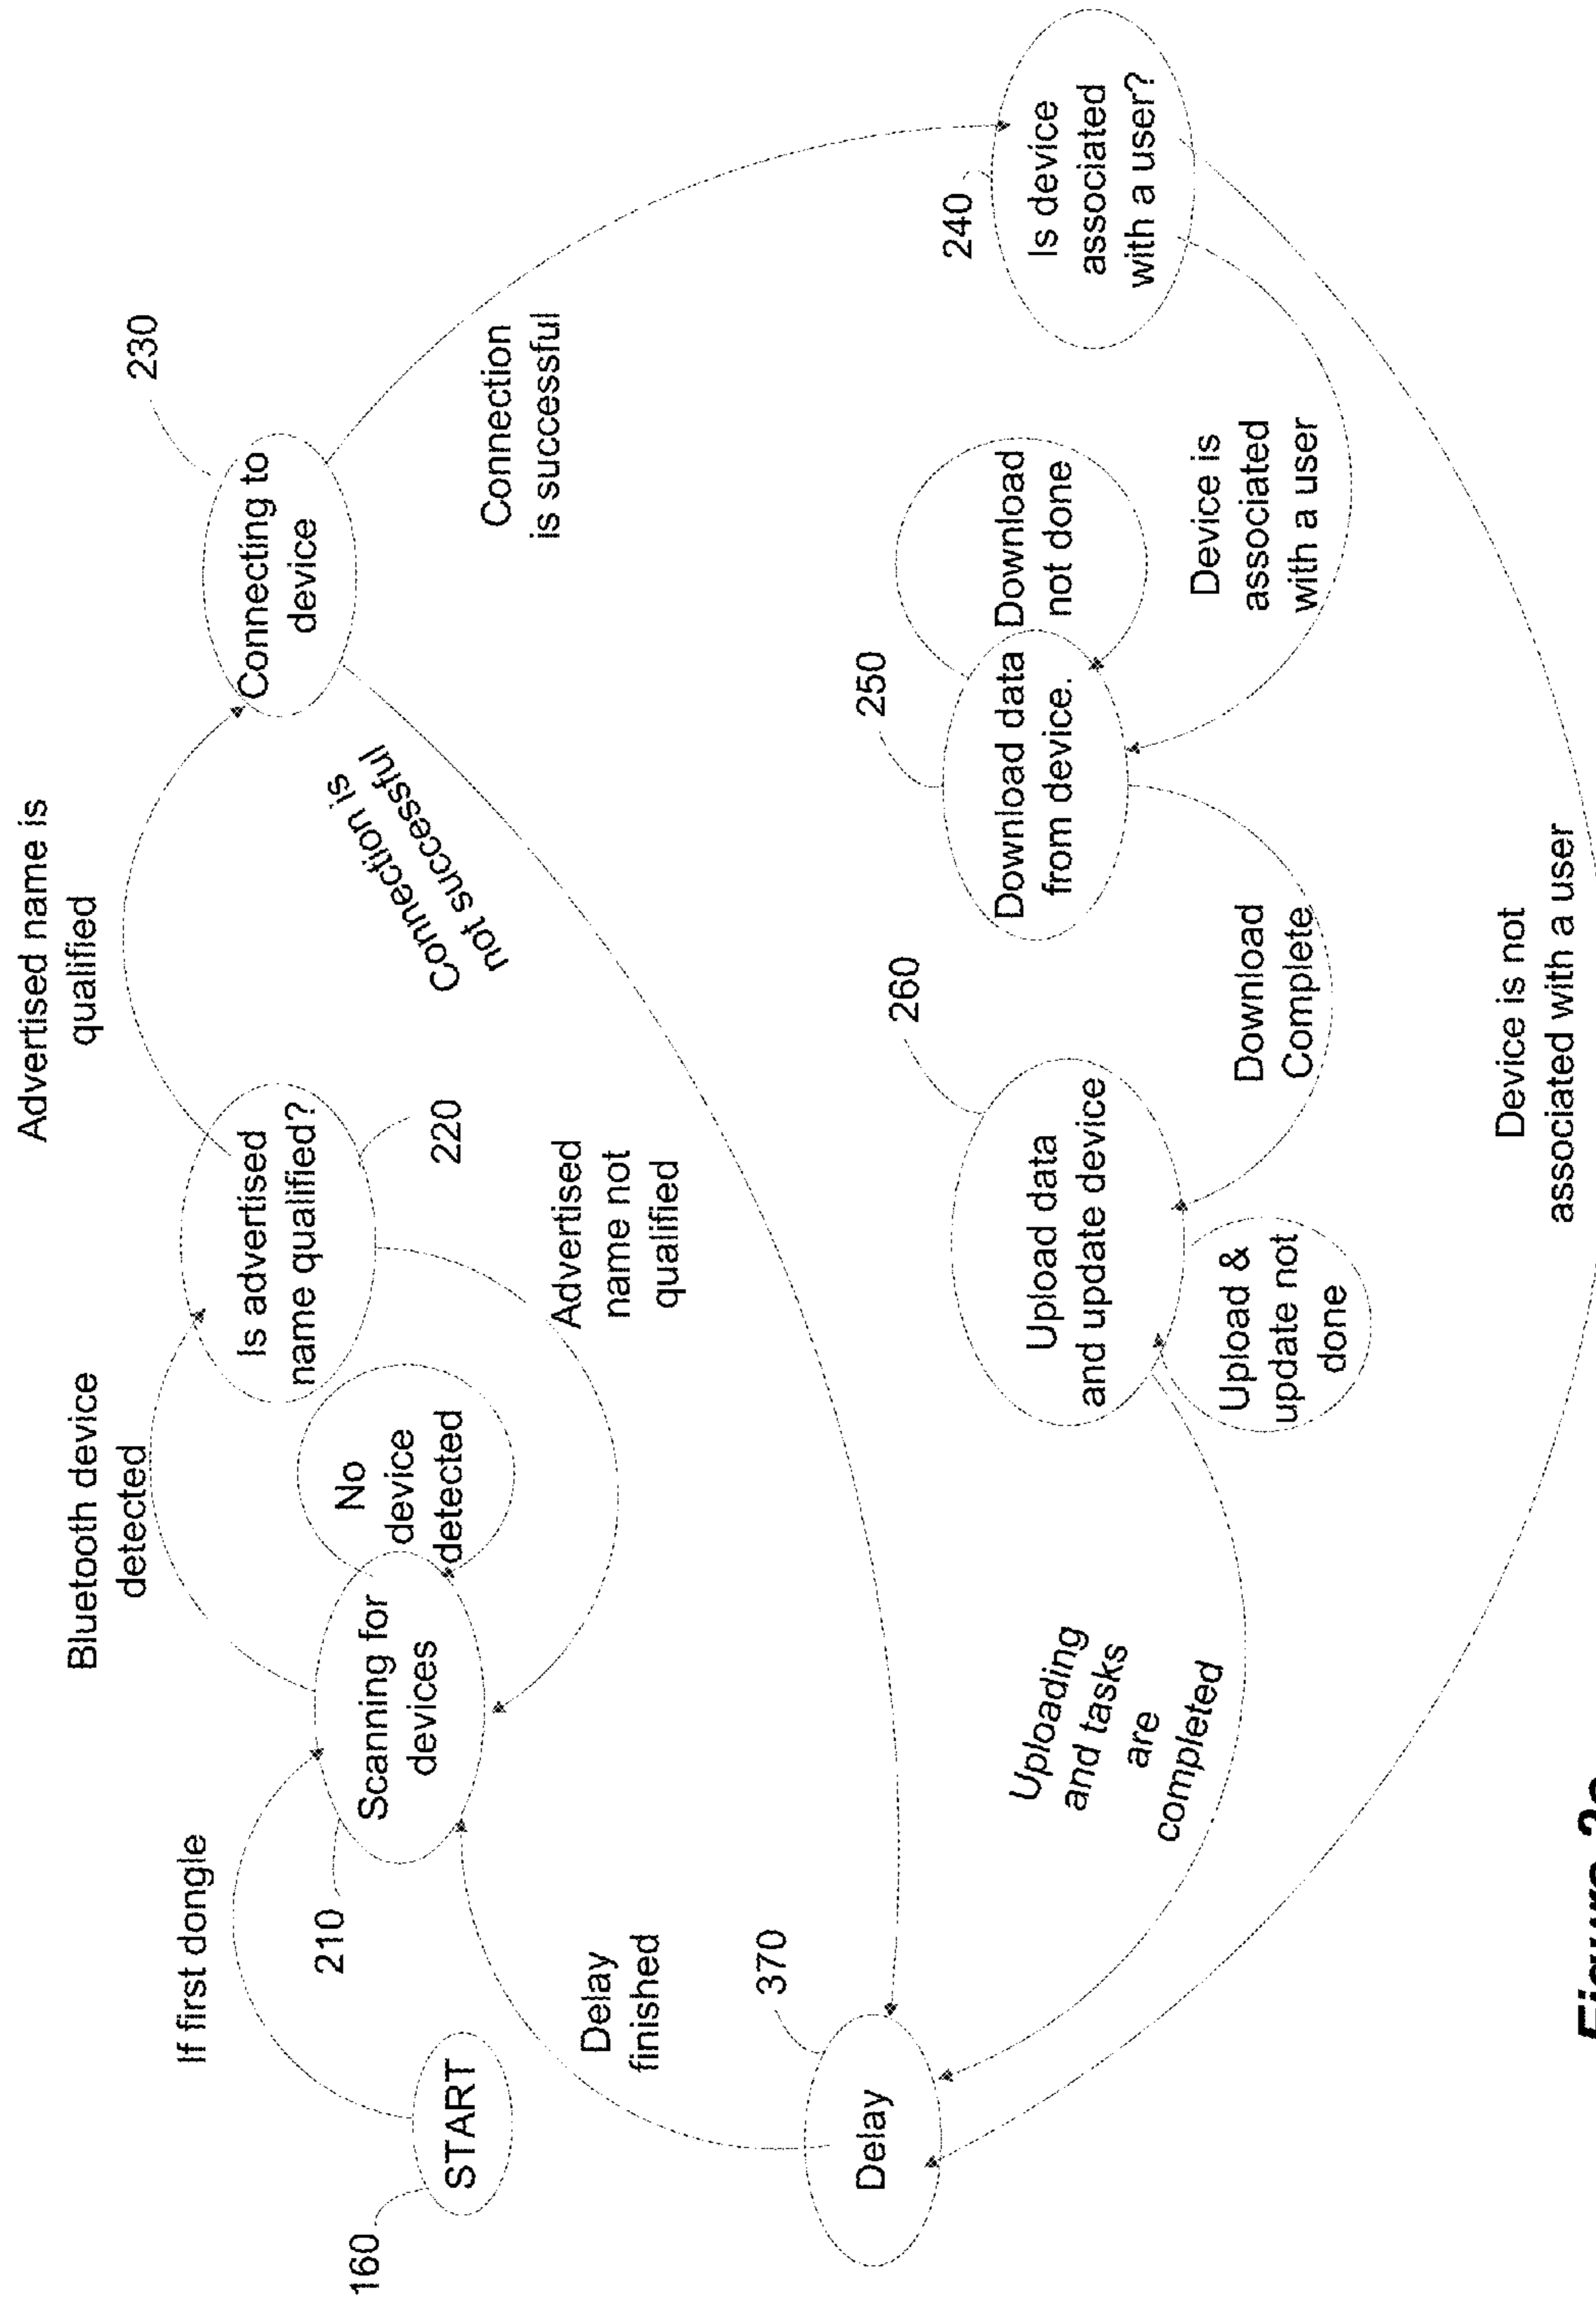 Advertised name is
qualified
230
Bluetooth device
detected
Connecting to
device
If first dongle
Is advertised
name qualified?
220
No
device
detected
Scanning for
devices
210
Connection is
not successful
Connection
is successful
START
160
Advertised
name not
qualified
Delay
finished
370
Delay
240
Is device
associated
with a user?
250
Download data
from device.
Download
not done
260
Upload data
and update device
Device is
associated
with a user
Download
Complete
Upload &
update not
done
Uploading
and tasks
are
completed
Device is not
associated with a user